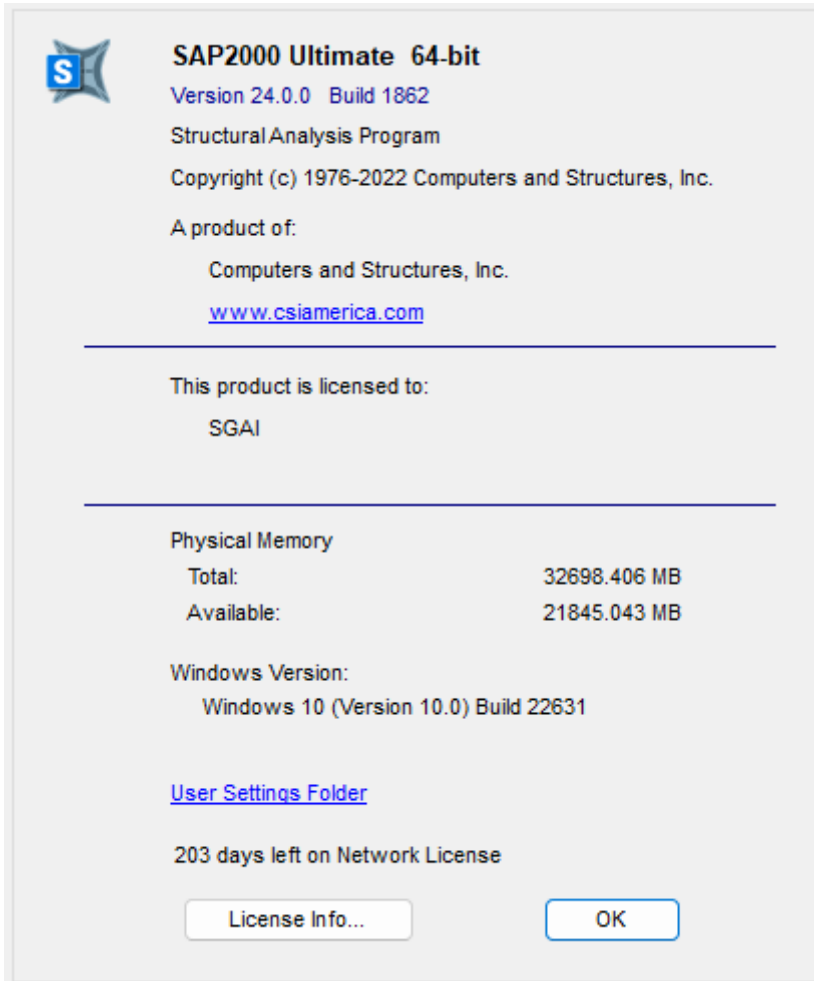 S
SAP2000 Ultimate 64-bit
Version 24.0.0 Build 1862
Structural Analysis Program
Copyright (c) 1976-2022 Computers and Structures, Inc.
A product of:
Computers and Structures, Inc.
www.csiamerica.com
This product is licensed to:
SGAI
Physical Memory
Total: 32698.406 MB
Available: 21845.043 MB
Windows Version:
Windows 10 (Version 10.0) Build 22631
User Settings Folder
203 days left on Network License
License Info... OK